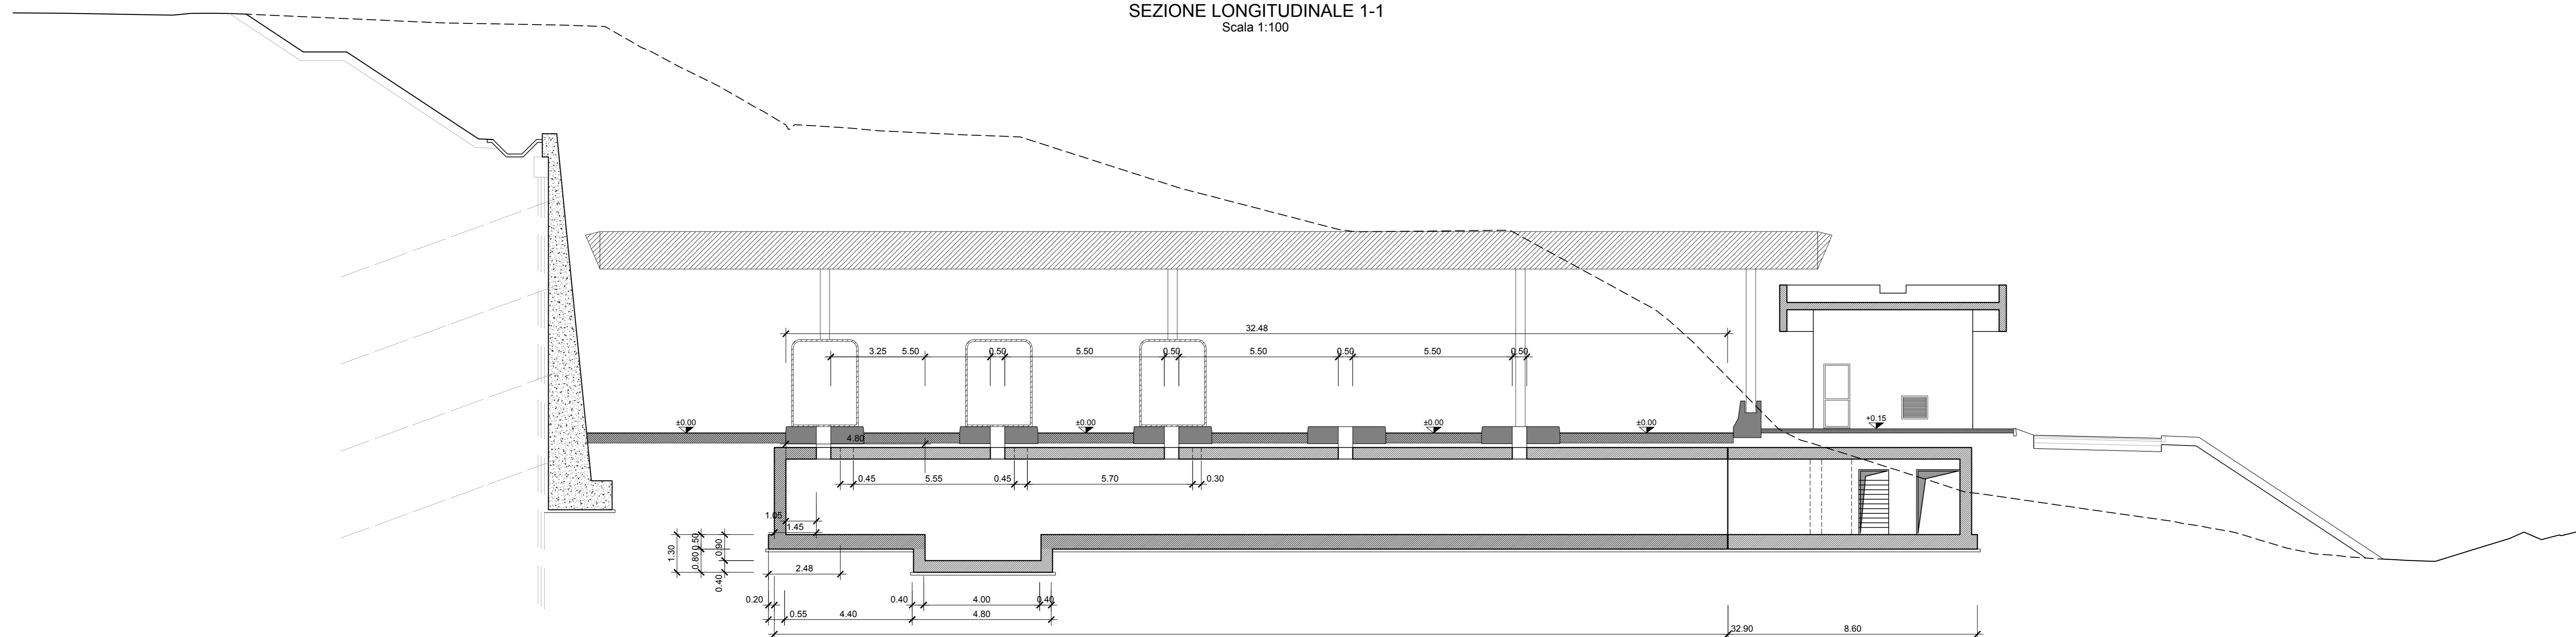 SEZIONE LONGITUDINALE 1-1
Scala 1:100
32.48
3.25 5.50 0.50 5.50 0.50 5.50 0.50 5.50 0.50
±0.00 ±0.00 ±0.00 ±0.00 +0.15
4.80
0.45 5.55 0.45 5.70 0.30
1.05
1.45
1.30 0.80 0.50 0.90 0.40
2.48
0.20 0.40 4.00 0.40
0.55 4.40 4.80
32.90 8.60